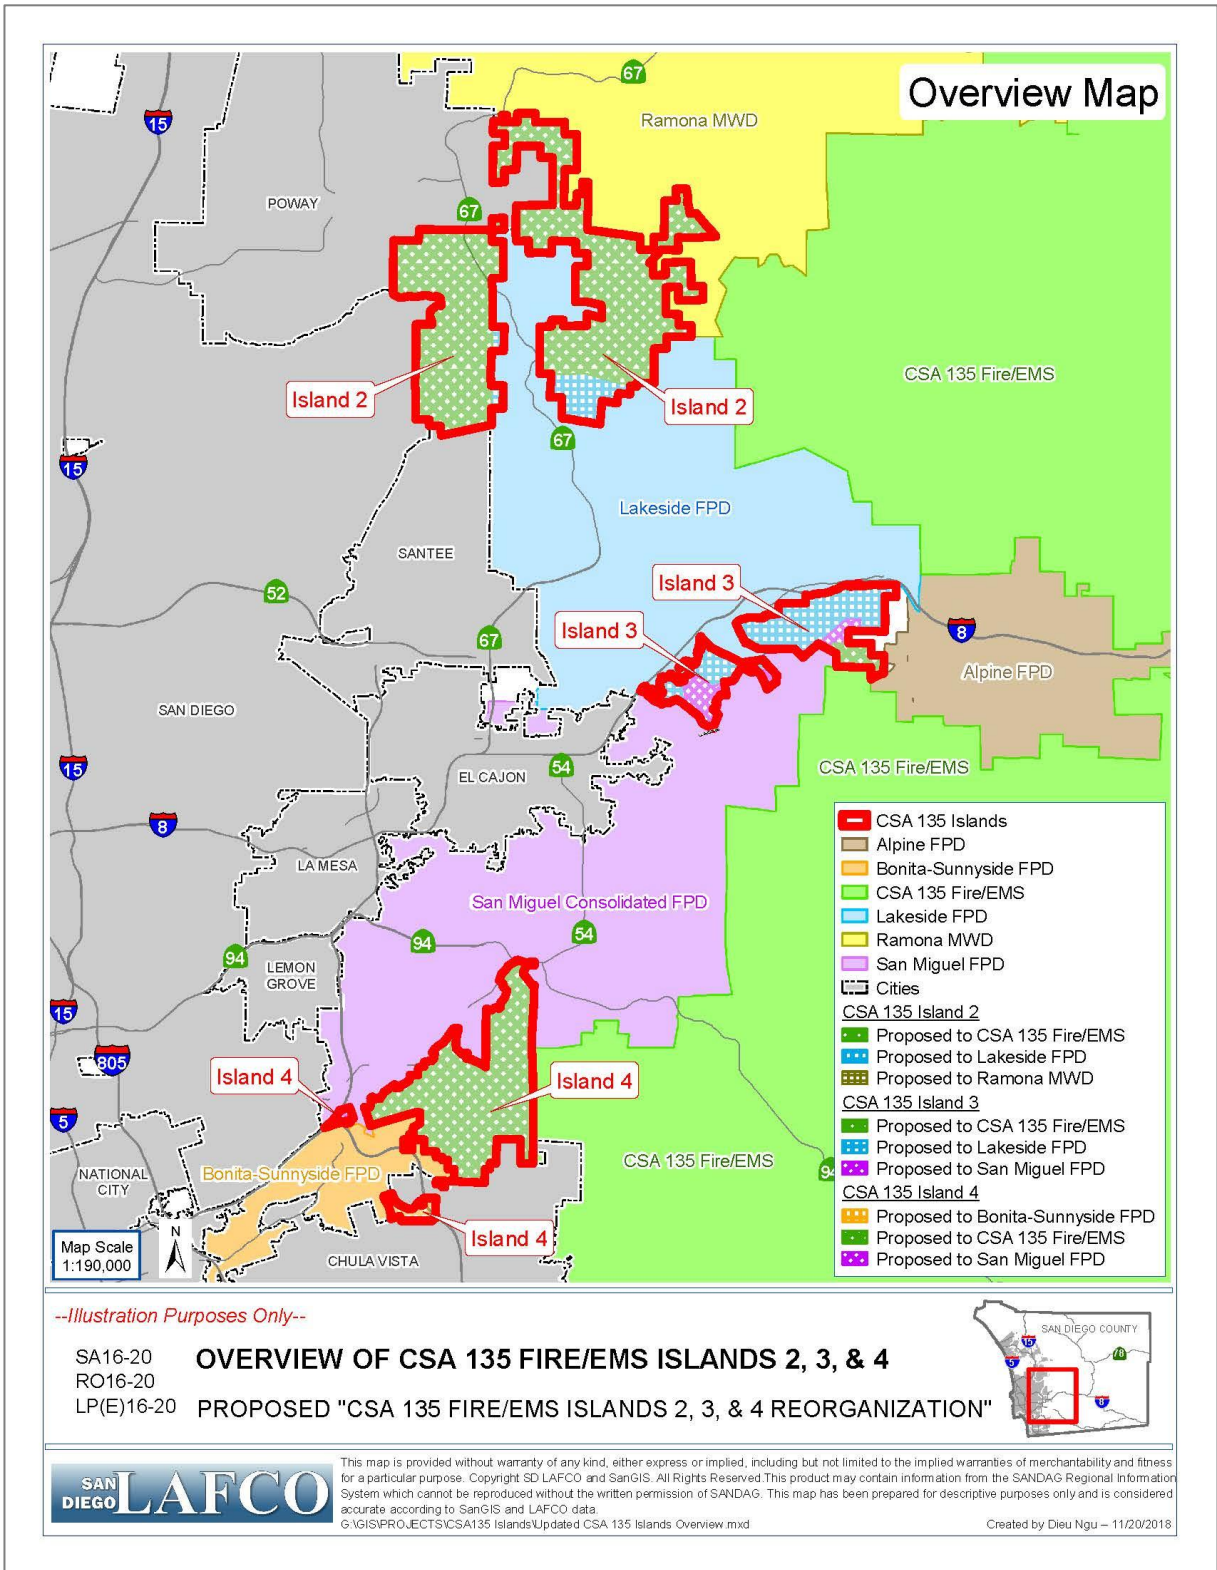 Overview Map
67
15
Ramona MWD
POWAY
67
CSA 135 Fire/EMS
Island 2
Island 2
67
15
Lakeside FPD
SANTEE
Island 3
52
Island 3
67
8
Alpine FPD
SAN DIEGO
15
54
EL CAJON
CSA 135 Fire/EMS
8
LA MESA
San Miguel Consolidated FPD
94
54
94
LEMON
GROVE
15
805
Island 4
Island 4
5
CSA 135 Fire/EMS
94
NATIONAL
CITY
Bonita-Sunnyside FPD
Island 4
CHULA VISTA
N
Map Scale
1:190,000
CSA 135 Islands
Alpine FPD
Bonita-Sunnyside FPD
CSA 135 Fire/EMS
Lakeside FPD
Ramona MWD
San Miguel FPD
Cities
CSA 135 Island 2
Proposed to CSA 135 Fire/EMS
Proposed to Lakeside FPD
Proposed to Ramona MWD
CSA 135 Island 3
Proposed to CSA 135 Fire/EMS
Proposed to Lakeside FPD
Proposed to San Miguel FPD
CSA 135 Island 4
Proposed to Bonita-Sunnyside FPD
Proposed to CSA 135 Fire/EMS
Proposed to San Miguel FPD
--Illustration Purposes Only--
SA16-20
RO16-20
LP(E)16-20
OVERVIEW OF CSA 135 FIRE/EMS ISLANDS 2, 3, & 4
PROPOSED "CSA 135 FIRE/EMS ISLANDS 2, 3, & 4 REORGANIZATION"
SAN DIEGO COUNTY
15
5
78
8
SAN DIEGO LAFCO
This map is provided without warranty of any kind, either express or implied, including but not limited to the implied warranties of merchantability and fitness
for a particular purpose. Copyright SD LAFCO and SanGIS. All Rights Reserved.This product may contain information from the SANDAG Regional Information
System which cannot be reproduced without the written permission of SANDAG. This map has been prepared for descriptive purposes only and is considered
accurate according to SanGIS and LAFCO data.
G:\GIS\PROJECTS\CSA135 Islands\Updated CSA 135 Islands Overview.mxd
Created by Dieu Ngu – 11/20/2018